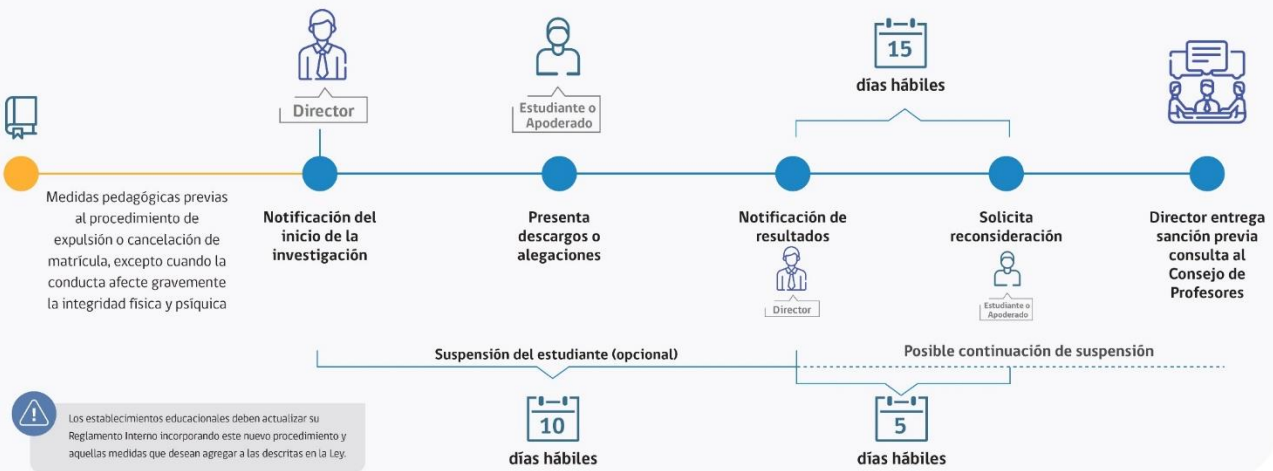 Director
Estudiante o
Apoderado
15
días hábiles
Medidas pedagógicas previas
al procedimiento de
expulsión o cancelación de
matrícula, excepto cuando la
conducta afecte gravemente
la integridad física y psíquica
Notificación del
inicio de la
investigación
Presenta
descargos o
alegaciones
Notificación de
resultados
Director
Solicita
reconsideración
Estudiante o
Apoderado
Director entrega
sanción previa
consulta al
Consejo de
Profesores
Suspensión del estudiante (opcional)
Posible continuación de suspensión
10
días hábiles
5
días hábiles
Los establecimientos educacionales deben actualizar su
Reglamento Interno incorporando este nuevo procedimiento y
aquellas medidas que desean agregar a las descritas en la Ley.